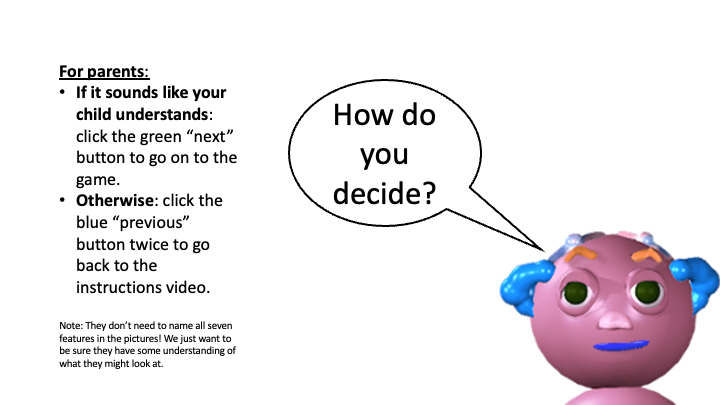 For parents:
• If it sounds like your
child understands:
click the green “next”
button to go on to the
game.
• Otherwise: click the
blue “previous”
button twice to go
back to the
instructions video.
Note: They don’t need to name all seven
features in the pictures! We just want to
be sure they have some understanding of
what they might look at.
How do
you
decide?